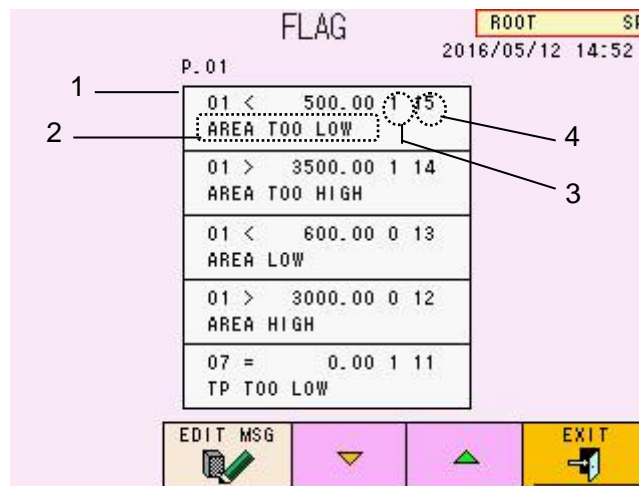 FLAG
ROOT
2016/05/12 14:52
P.01
1
01 < 500.00 1 15
2
AREA TOO LOW
4
01 > 3500.00 1 14
3
AREA TOO HIGH
01 < 600.00 0 13
AREA LOW
01 > 3000.00 0 12
AREA HIGH
07 = 0.00 1 11
TP TOO LOW
EDIT MSG
EXIT